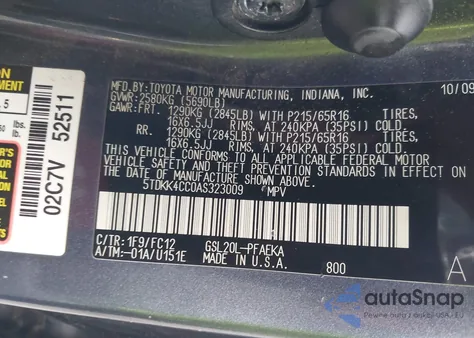 MFD. BY: TOYOTA MOTOR MANUFACTURING, INDIANA, INC. 10/09
GVWR: 2580KG (5690LB)
GAWR: FRT. 1290KG (2845LB) WITH P215/65R16 TIRES,
16X6.5JJ RIMS, AT 240KPA (35PSI) COLD.
RR. 1290KG (2845LB) WITH P215/65R16 TIRES,
16X6.5JJ RIMS, AT 240KPA (35PSI) COLD.
THIS VEHICLE CONFORMS TO ALL APPLICABLE FEDERAL MOTOR
VEHICLE SAFETY AND BUMPER STANDARDS IN EFFECT ON
THE DATE OF MANUFACTURE SHOWN ABOVE.
5TDKK4CC0AS323009 MPV
C/TR: 1F9/FC12 GSL20L-PFAEKA
A/TM: -01A/U151E MADE IN U.S.A. 800
A
02C7V 52511
autoSnap